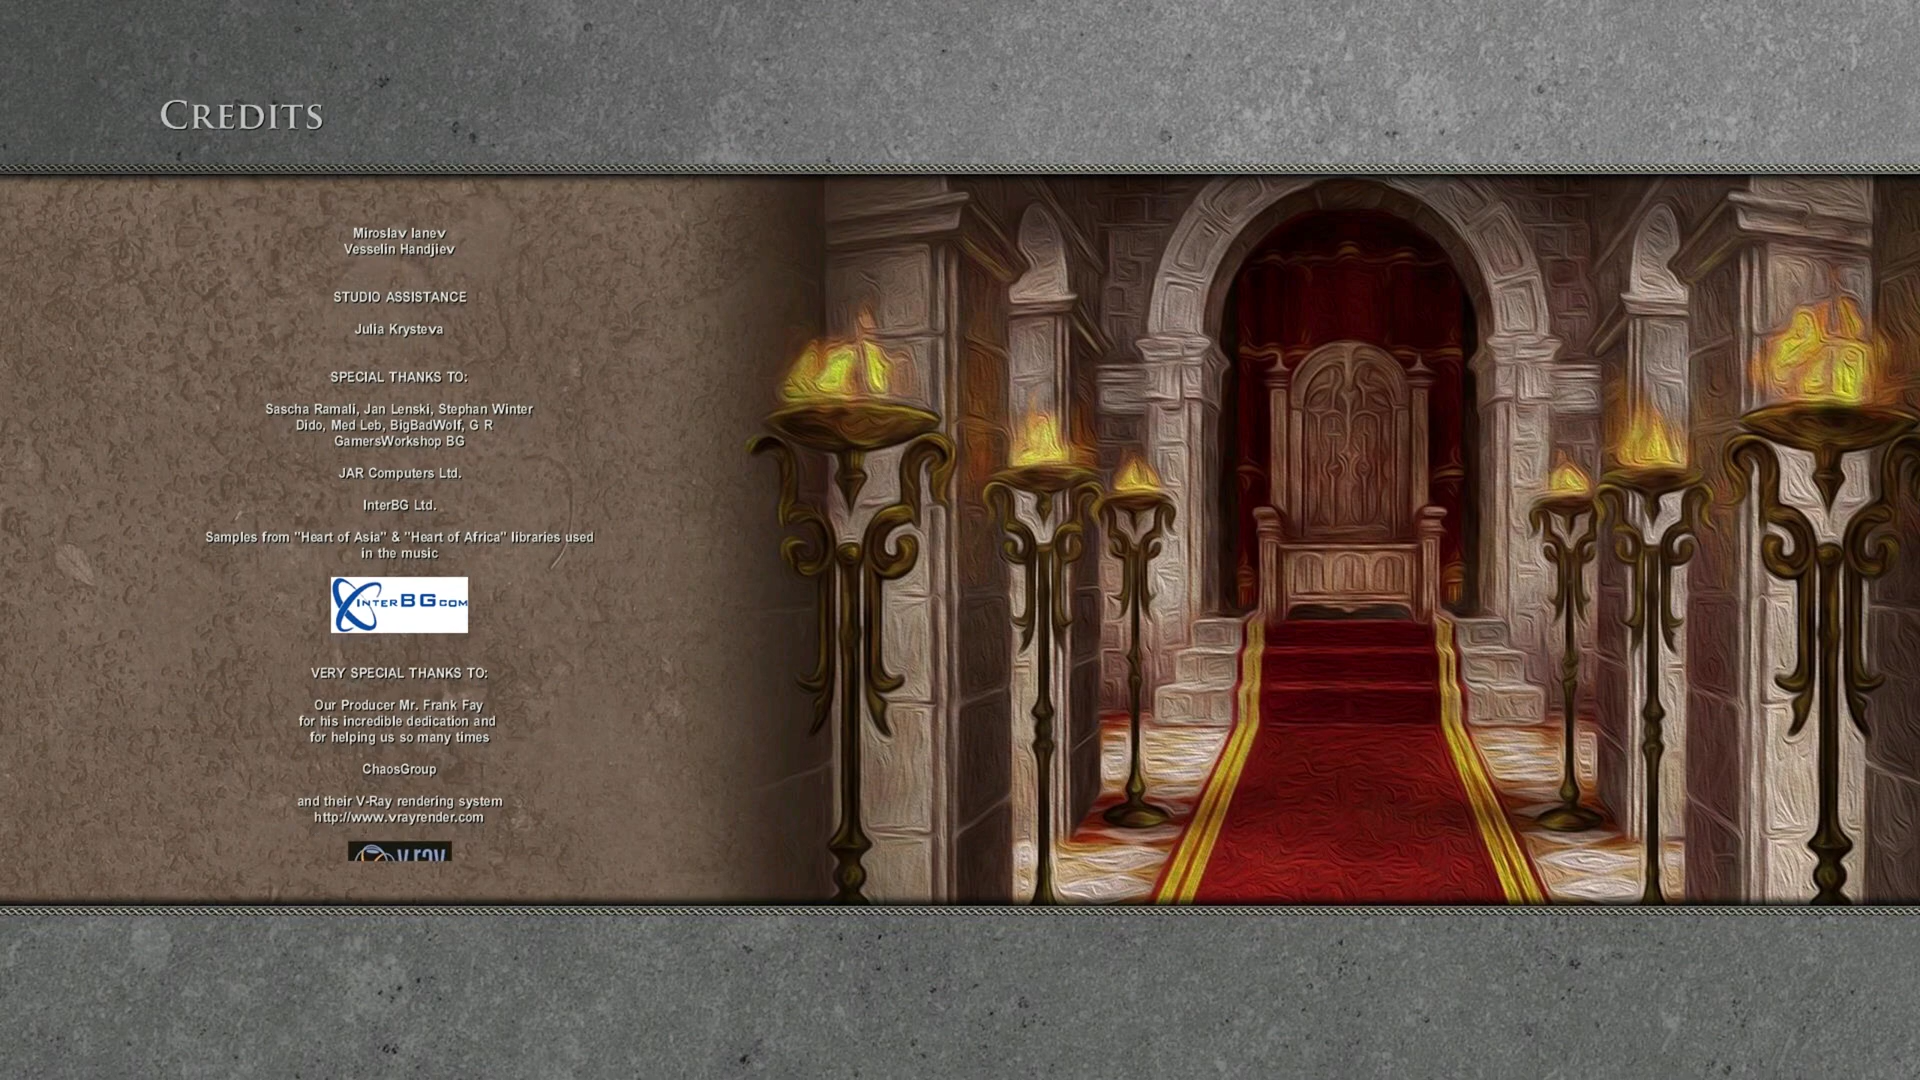 Credits
Miroslav Ianev
Vesselin Handjiev
STUDIO ASSISTANCE
Julia Krysteva
SPECIAL THANKS TO:
Sascha Ramali, Jan Lenski, Stephan Winter
Dido, Med Leb, BigBadWolf, G R
GamersWorkshop BG
JAR Computers Ltd.
InterBG Ltd.
Samples from "Heart of Asia" & "Heart of Africa" libraries used
in the music
INTERBGCOM
VERY SPECIAL THANKS TO:
Our Producer Mr. Frank Fay
for his incredible dedication and
for helping us so many times
ChaosGroup
and their V-Ray rendering system
http://www.vrayrender.com
v·ray